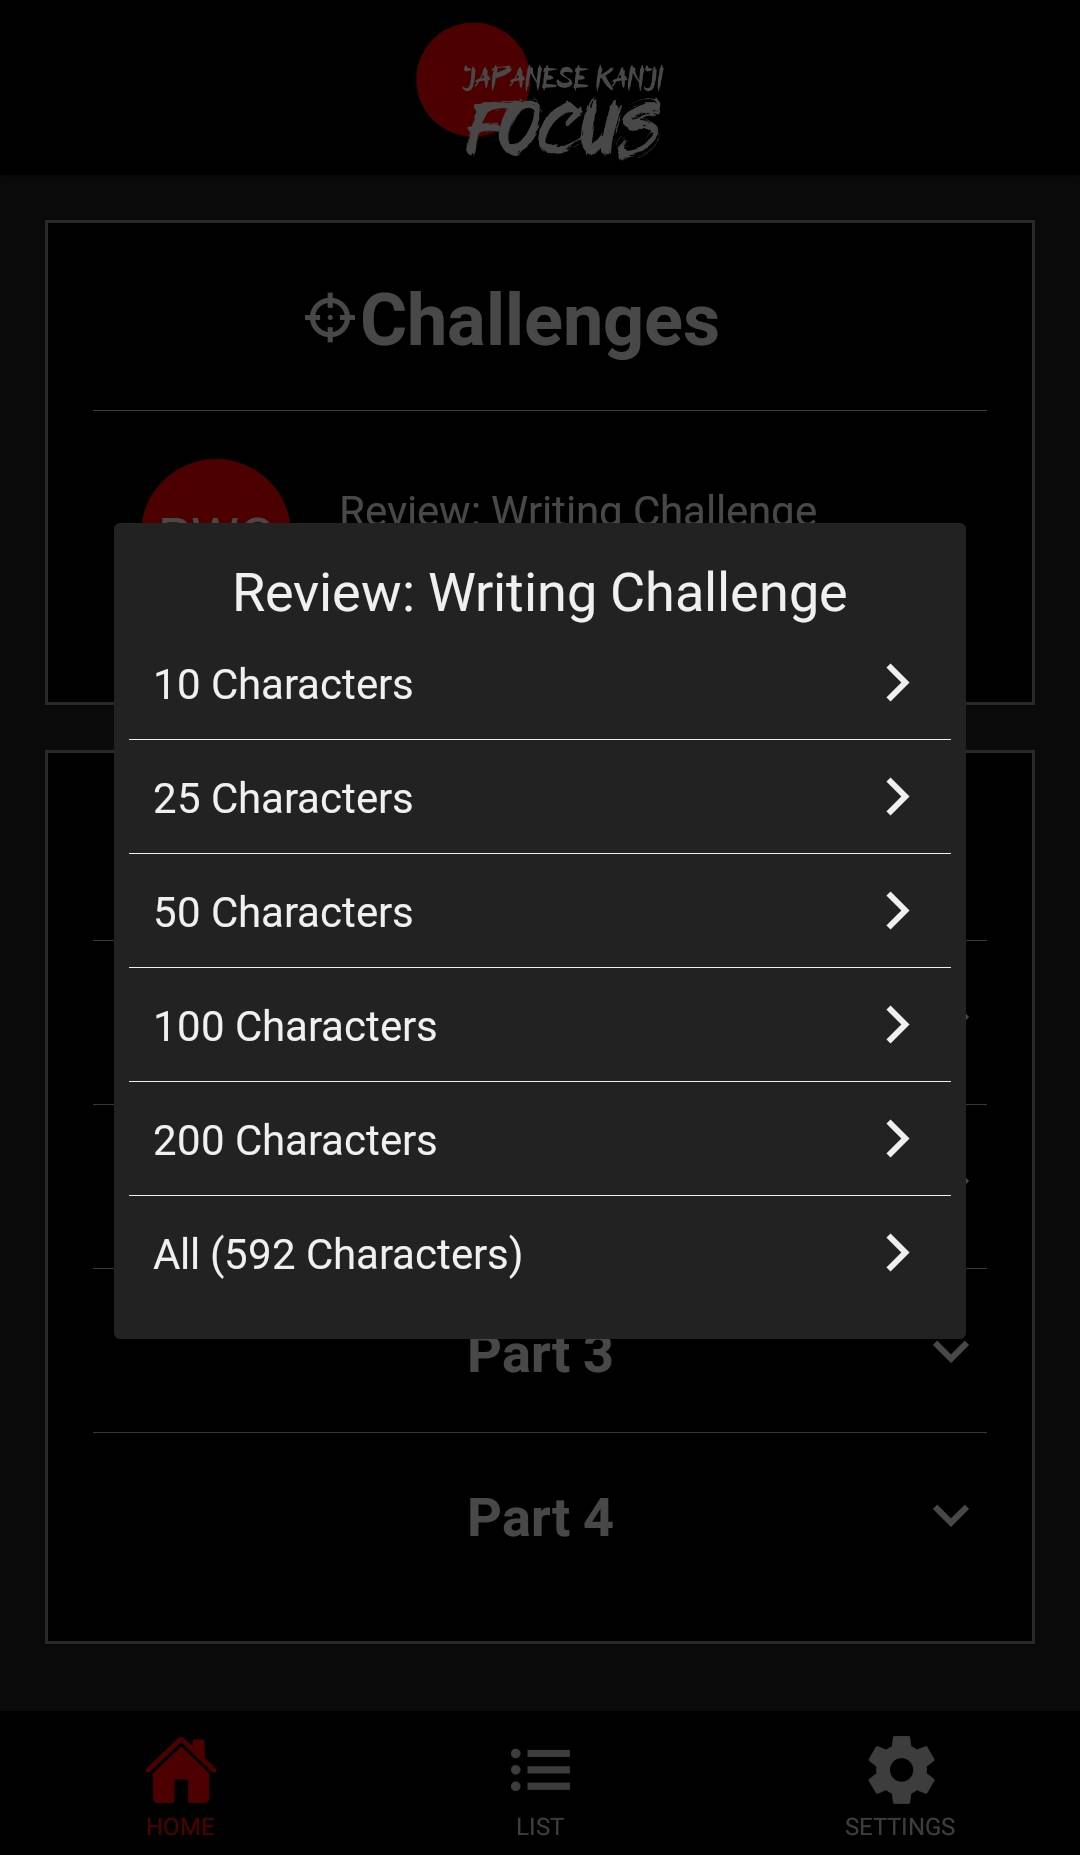 JAPANESE KANJI
FOCUS
Challenges
Review: Writing Challenge
Review: Writing Challenge
10 Characters
25 Characters
50 Characters
100 Characters
200 Characters
All (592 Characters)
Part 3
Part 4
HOME
LIST
SETTINGS